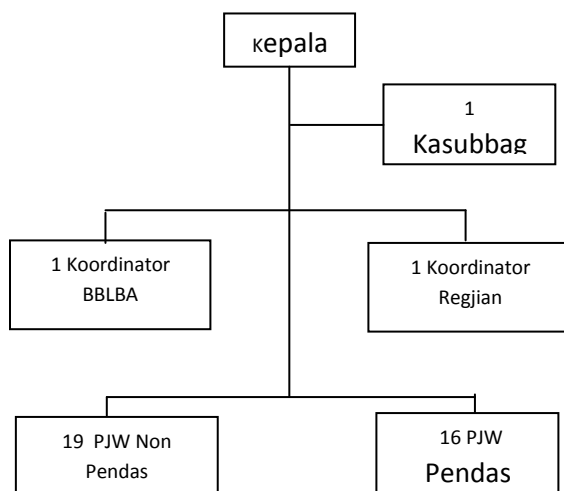 Kepala
1
Kasubbag
1 Koordinator
BBLBA
1 Koordinator
Regjian
19 PJW Non
Pendas
16 PJW
Pendas